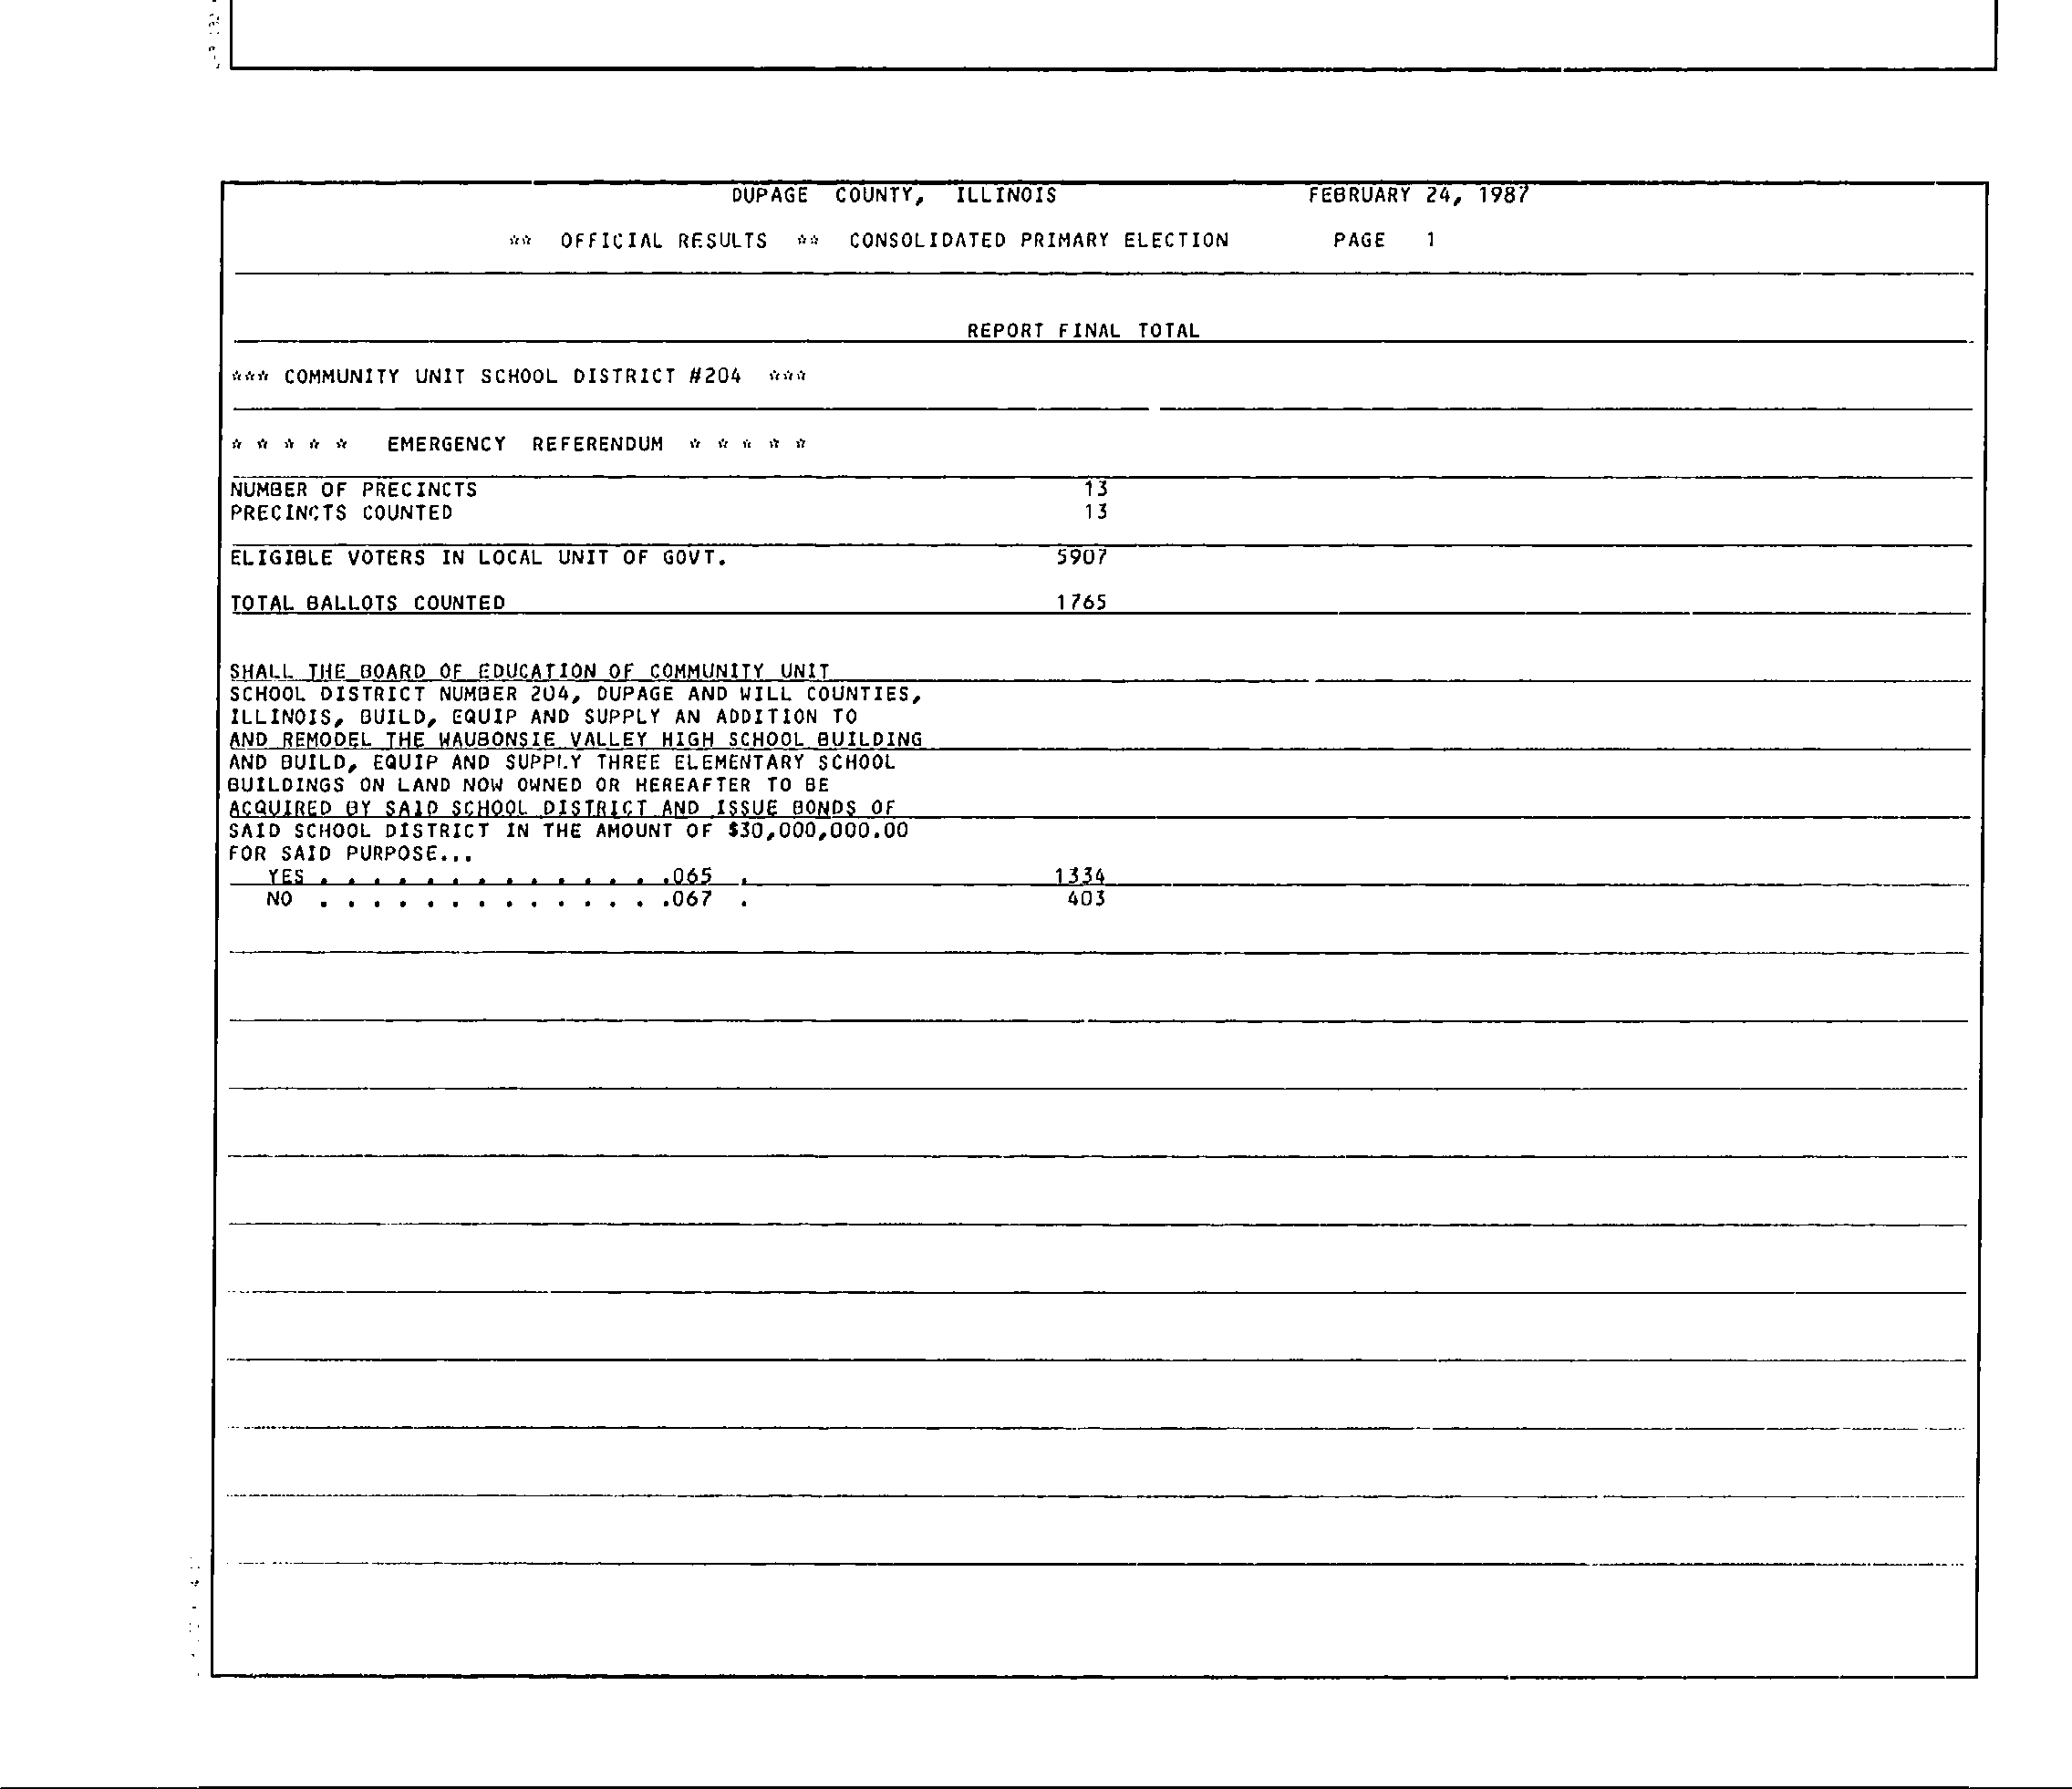 DUPAGE COUNTY, ILLINOIS FEBRUARY 24, 1987
** OFFICIAL RESULTS ** CONSOLIDATED PRIMARY ELECTION PAGE 1
REPORT FINAL TOTAL
*** COMMUNITY UNIT SCHOOL DISTRICT #204 ***
* * * * * EMERGENCY REFERENDUM * * * * *
NUMBER OF PRECINCTS 13
PRECINCTS COUNTED 13
ELIGIBLE VOTERS IN LOCAL UNIT OF GOVT. 5907
TOTAL BALLOTS COUNTED 1765
SHALL THE BOARD OF EDUCATION OF COMMUNITY UNIT
SCHOOL DISTRICT NUMBER 204, DUPAGE AND WILL COUNTIES,
ILLINOIS, BUILD, EQUIP AND SUPPLY AN ADDITION TO
AND REMODEL THE WAUBONSIE VALLEY HIGH SCHOOL BUILDING
AND BUILD, EQUIP AND SUPPLY THREE ELEMENTARY SCHOOL
BUILDINGS ON LAND NOW OWNED OR HEREAFTER TO BE
ACQUIRED BY SAID SCHOOL DISTRICT AND ISSUE BONDS OF
SAID SCHOOL DISTRICT IN THE AMOUNT OF $30,000,000.00
FOR SAID PURPOSE...
YES . . . . . . . . . . . . . .065 . 1334
NO . . . . . . . . . . . . . .067 . 403